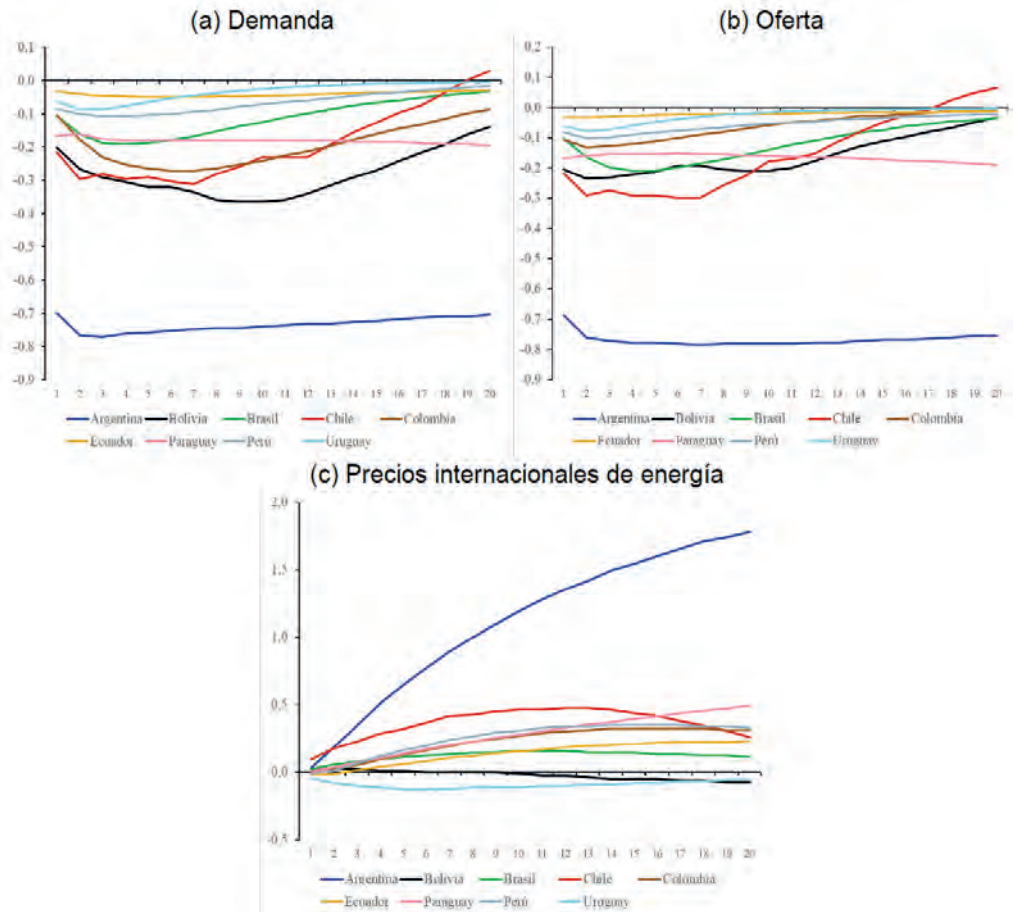 (a) Demanda
0,1
0,0
-0,1
-0,2
-0,3
-0,4
-0,5
-0,6
-0,7
-0,8
-0,9
1 2 3 4 5 6 7 8 9 10 11 12 13 14 15 16 17 18 19 20
Argentina Bolivia Brasil Chile Colombia
Ecuador Paraguay Perú Uruguay
(b) Oferta
0,2
0,1
0,0
-0,1
-0,2
-0,3
-0,4
-0,5
-0,6
-0,7
-0,8
-0,9
1 2 3 4 5 6 7 8 9 10 11 12 13 14 15 16 17 18 19 20
Argentina Bolivia Brasil Chile Colombia
Ecuador Paraguay Perú Uruguay
(c) Precios internacionales de energía
2,0
1,5
1,0
0,5
0,0
-0,5
1 2 3 4 5 6 7 8 9 10 11 12 13 14 15 16 17 18 19 20
Argentina Bolivia Brasil Chile Colombia
Ecuador Paraguay Perú Uruguay